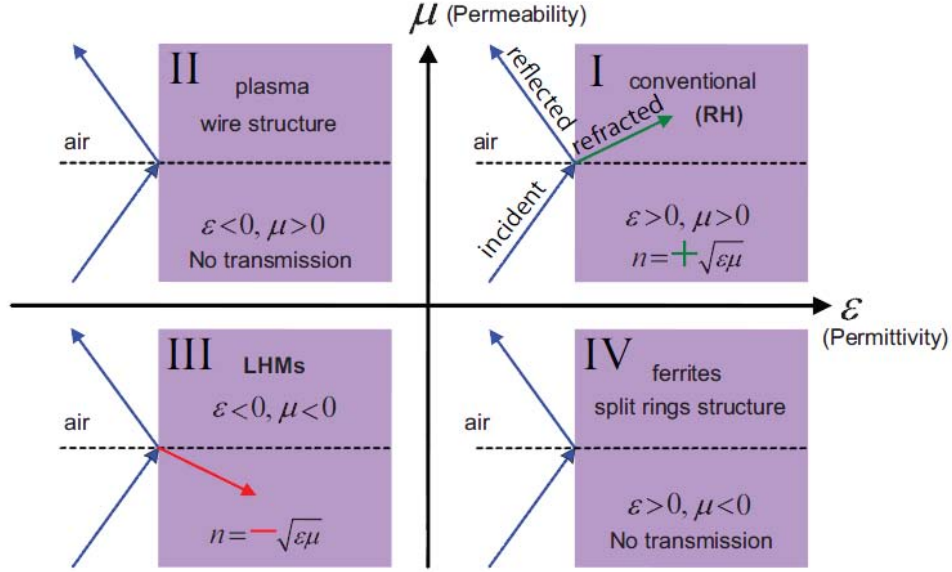 μ (Permeability)
II
plasma
wire structure
air
ε<0, μ>0
No transmission
I
conventional
(RH)
reflected
refracted
air
incident
ε>0, μ>0
n=+√εμ
ε
(Permittivity)
III
LHMs
ε<0, μ<0
air
n=−√εμ
IV
ferrites
split rings structure
air
ε>0, μ<0
No transmission